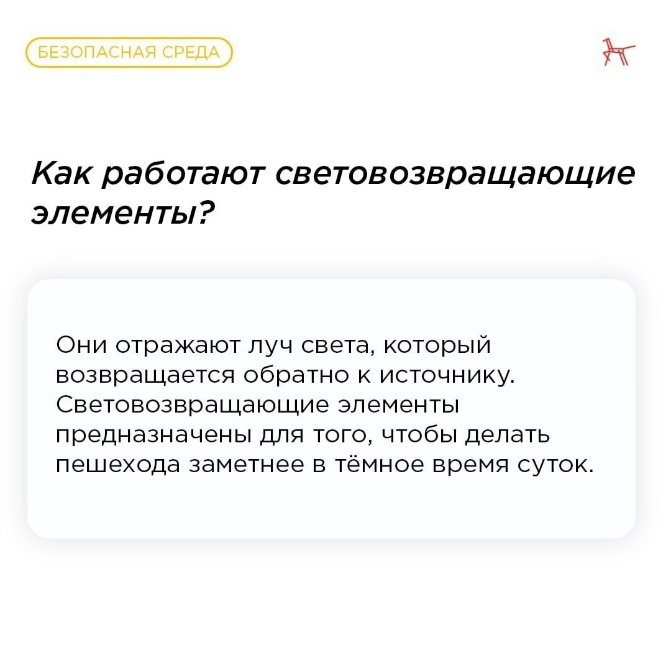 БЕЗОПАСНАЯ СРЕДА
Как работают световозвращающие
элементы?
Они отражают луч света, который
возвращается обратно к источнику.
Световозвращающие элементы
предназначены для того, чтобы делать
пешехода заметнее в тёмное время суток.